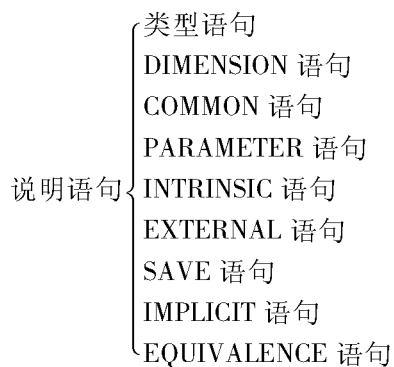 类型语句
DIMENSION 语句
COMMON 语句
PARAMETER 语句
说明语句 INTRINSIC 语句
EXTERNAL 语句
SAVE 语句
IMPLICIT 语句
EQUIVALENCE 语句